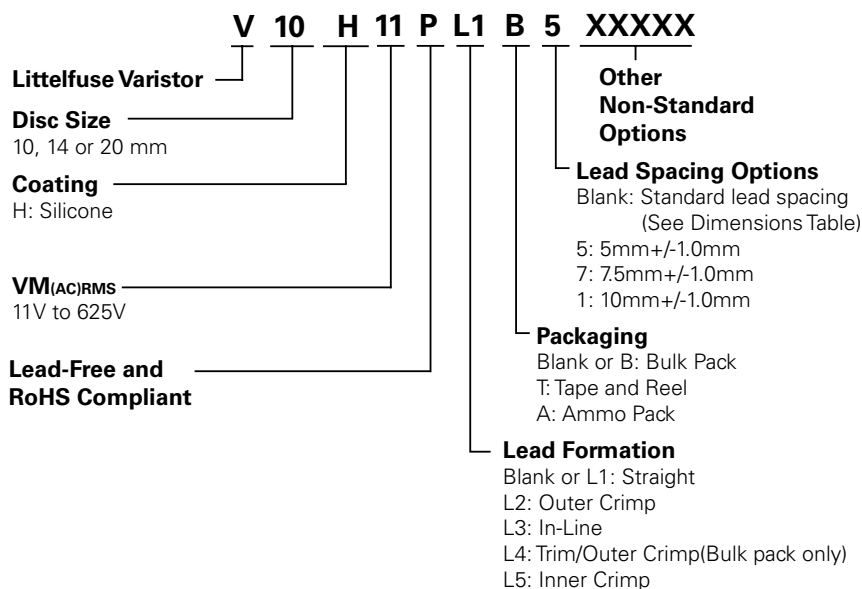 V 10 H 11 P L1 B 5 XXXXX
Littelfuse Varistor
Disc Size
10, 14 or 20 mm
Coating
H: Silicone
VM(AC)RMS
11V to 625V
Lead-Free and
RoHS Compliant
Other
Non-Standard
Options
Lead Spacing Options
Blank: Standard lead spacing
(See Dimensions Table)
5: 5mm+/-1.0mm
7: 7.5mm+/-1.0mm
1: 10mm+/-1.0mm
Packaging
Blank or B: Bulk Pack
T: Tape and Reel
A: Ammo Pack
Lead Formation
Blank or L1: Straight
L2: Outer Crimp
L3: In-Line
L4: Trim/Outer Crimp(Bulk pack only)
L5: Inner Crimp